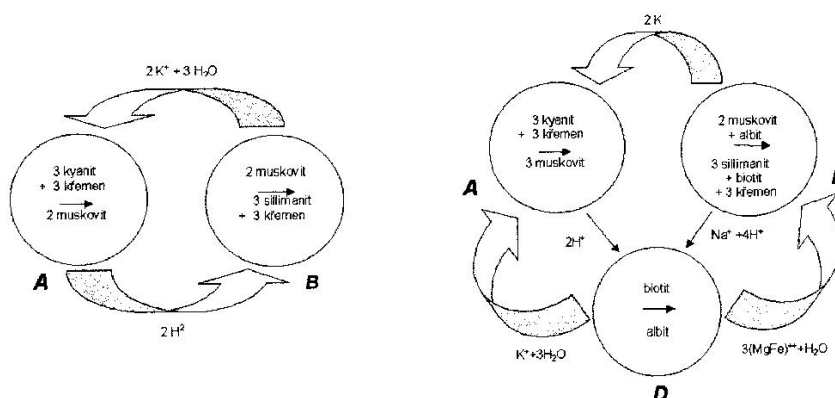 2 K⁺ + 3 H₂O
3 kyanit
+ 3 křemen
2 muskovit
A
2 muskovit
3 sillimanit
+ 3 křemen
B
2 H²
2 K
3 kyanit
+ 3 křemen
3 muskovit
A
2 muskovit
+ albit
3 sillimanit
+ biotit
+ 3 křemen
2H⁺
Na⁺ +4H⁺
biotit
albit
K⁺+3H₂O
3(MgFe)⁺⁺+H₂O
D